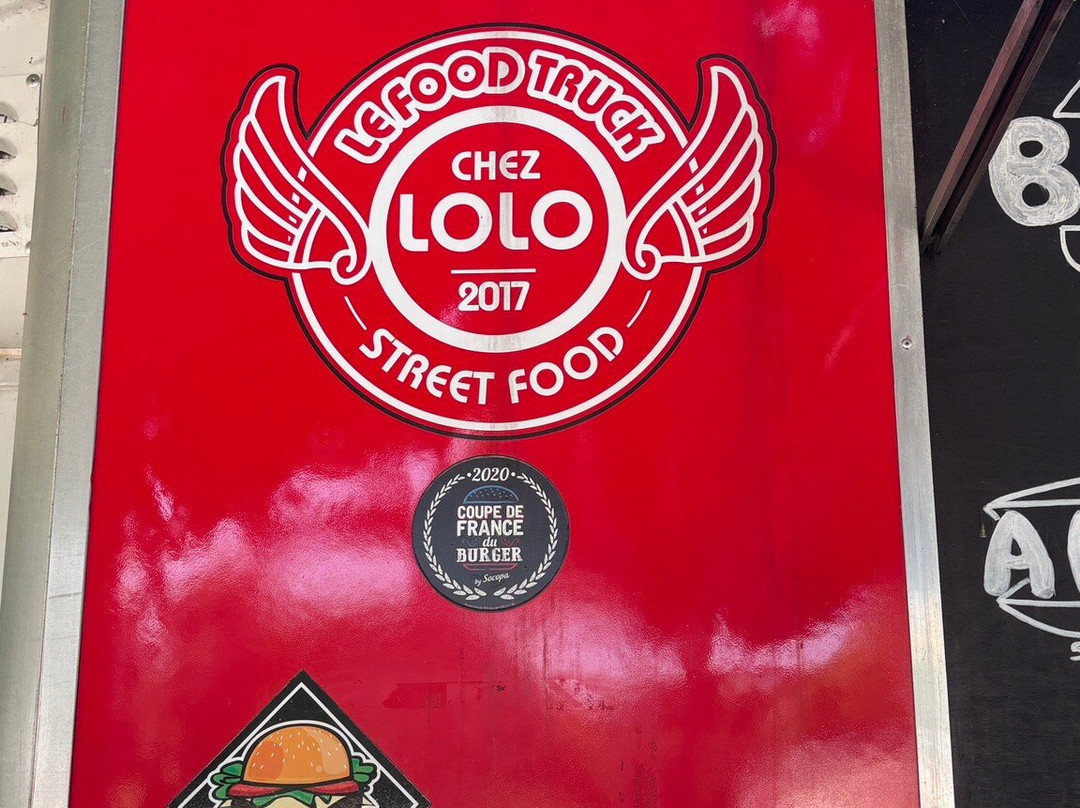 LE FOOD TRUCK
CHEZ
LOLO
2017
STREET FOOD
2020
COUPE DE
FRANCE
du
BURGER
by Socopa
B
A